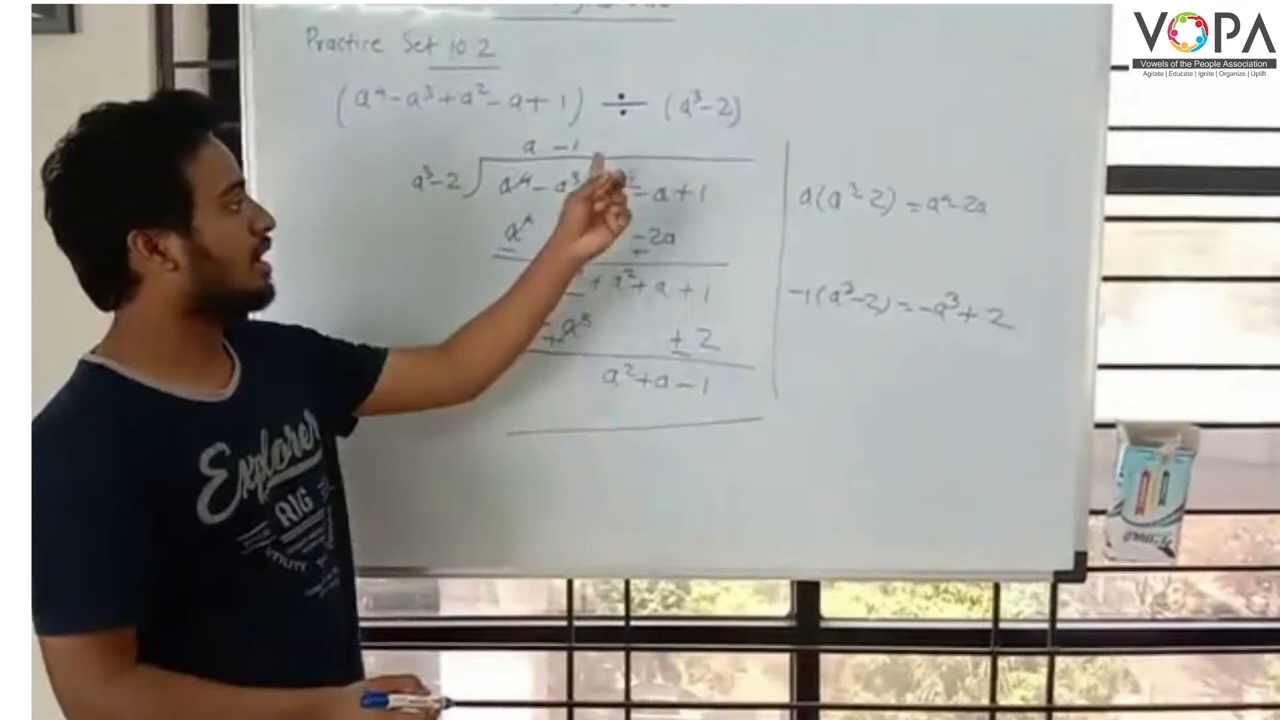 VOPA
Vowels of the People Association
Agitate | Educate | Ignite | Organize | Uplift
Practice Set 10 2
(a⁴ - a³ + a² - a + 1) ÷ (a³ - 2)
a - 1
a³ - 2 a⁴ - a³ - a + 1
a⁴ - 2a
+ a² + a + 1
a³ + 2
a² + a - 1
a(a³ - 2) = a⁴ - 2a
-1(a³ - 2) = -a³ + 2
Explorer
RIG
UTILITY